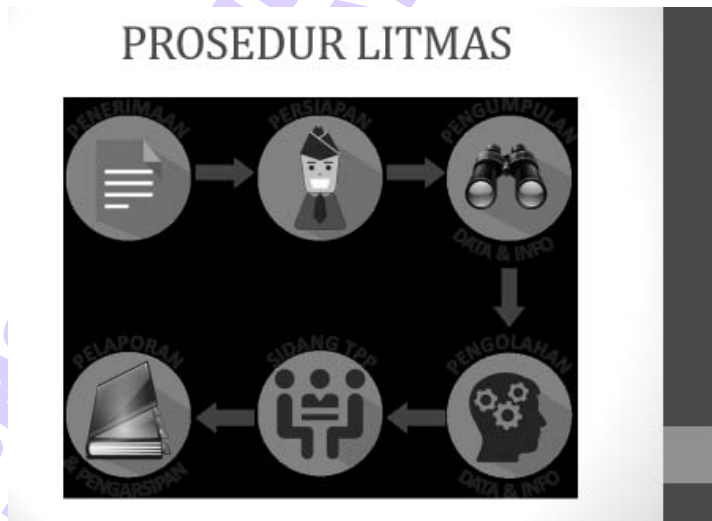 PROSEDUR LITMAS
PENERIMAAN
PERSIAPAN
PENGUMPULAN
DATA & INFO
PENGOLAHAN
DATA & INFO
SIDANG TPP
PELAPORAN
& PENGARSIPAN